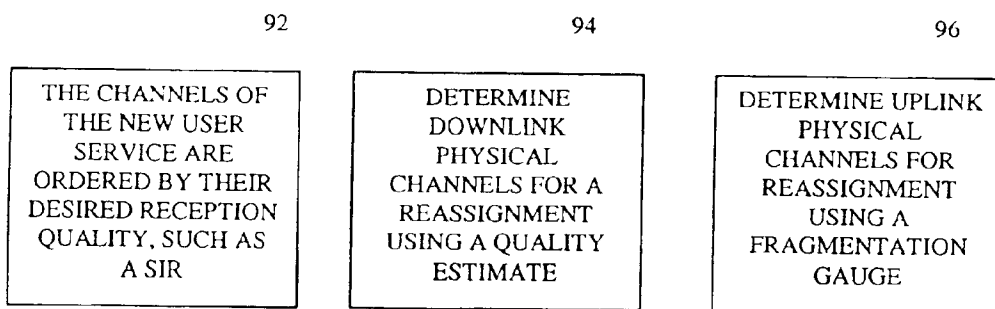 92
94
96
THE CHANNELS OF
THE NEW USER
SERVICE ARE
ORDERED BY THEIR
DESIRED RECEPTION
QUALITY, SUCH AS
A SIR
DETERMINE
DOWNLINK
PHYSICAL
CHANNELS FOR A
REASSIGNMENT
USING A QUALITY
ESTIMATE
DETERMINE UPLINK
PHYSICAL
CHANNELS FOR
REASSIGNMENT
USING A
FRAGMENTATION
GAUGE